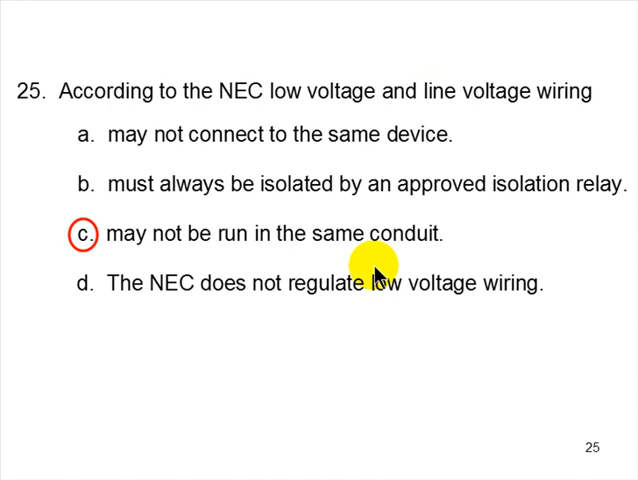 25. According to the NEC low voltage and line voltage wiring
a. may not connect to the same device.
b. must always be isolated by an approved isolation relay.
c. may not be run in the same conduit.
d. The NEC does not regulate low voltage wiring.
25